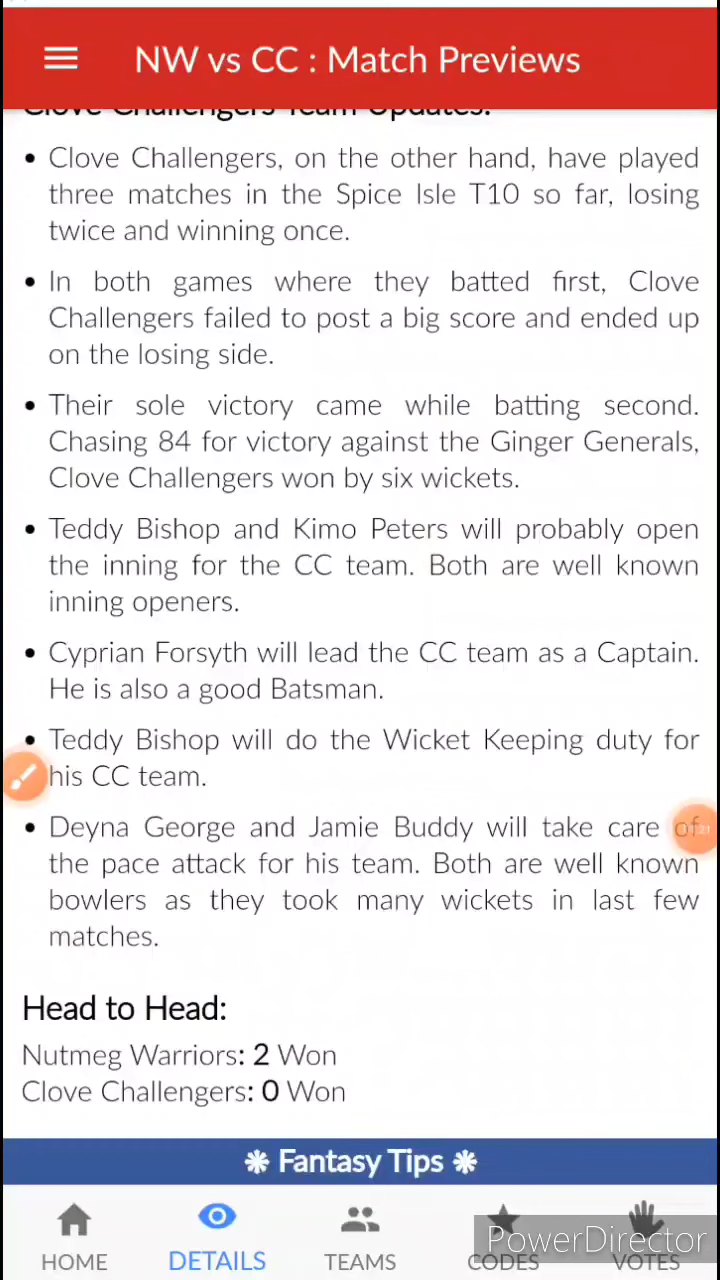 NW vs CC : Match Previews
Clove Challengers Team Updates:
• Clove Challengers, on the other hand, have played
three matches in the Spice Isle T10 so far, losing
twice and winning once.
• In both games where they batted first, Clove
Challengers failed to post a big score and ended up
on the losing side.
• Their sole victory came while batting second.
Chasing 84 for victory against the Ginger Generals,
Clove Challengers won by six wickets.
• Teddy Bishop and Kimo Peters will probably open
the inning for the CC team. Both are well known
inning openers.
• Cyprian Forsyth will lead the CC team as a Captain.
He is also a good Batsman.
• Teddy Bishop will do the Wicket Keeping duty for
his CC team.
• Deyna George and Jamie Buddy will take care of
the pace attack for his team. Both are well known
bowlers as they took many wickets in last few
matches.
Head to Head:
Nutmeg Warriors: 2 Won
Clove Challengers: 0 Won
❋ Fantasy Tips ❋
HOME DETAILS TEAMS CODES VOTES
PowerDirector